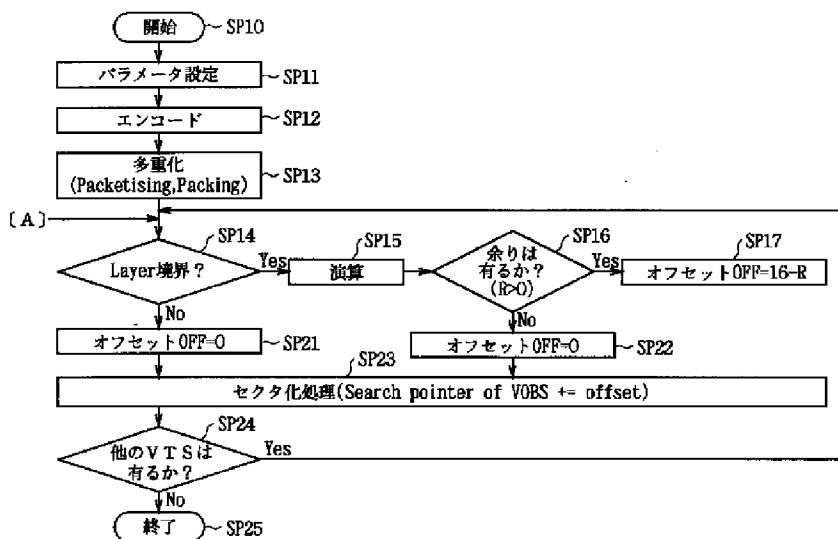 開始
SP10
パラメータ設定
SP11
エンコード
SP12
多重化
(Packetising,Packing)
SP13
〔A〕
SP14
Layer境界?
Yes
No
SP15
演算
SP16
余りは
有るか?
(R>0)
Yes
No
SP17
オフセットOFF=16-R
オフセットOFF=0
SP21
オフセットOFF=0
SP22
SP23
セクタ化処理(Search pointer of VOBS += offset)
SP24
他のVTSは
有るか?
Yes
No
終了
SP25